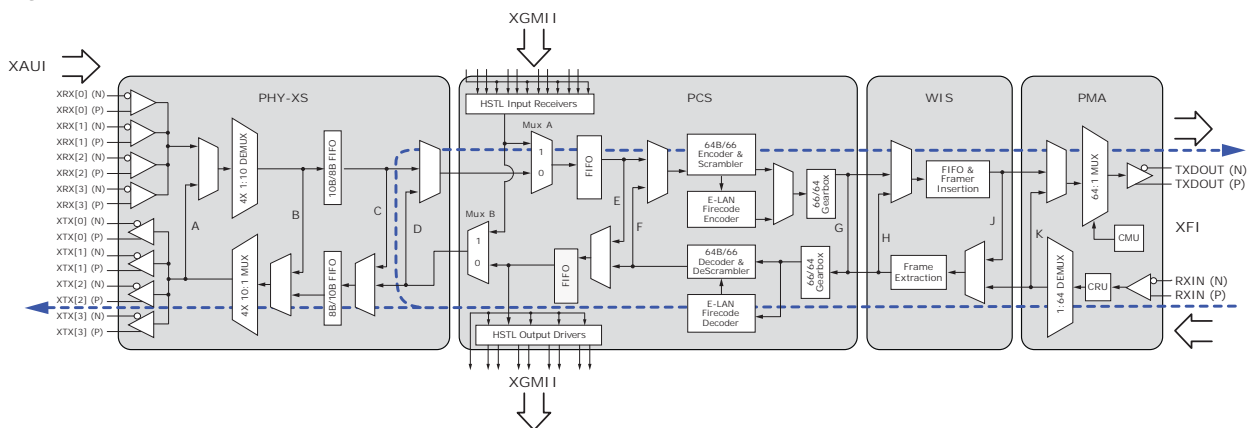 XGMII
XAUI
PHY-XS
PCS
WIS
PMA
XRX[0] (N)
XRX[0] (P)
XRX[1] (N)
XRX[1] (P)
XRX[2] (N)
XRX[2] (P)
XRX[3] (N)
XRX[3] (P)
XTX[0] (N)
XTX[0] (P)
XTX[1] (N)
XTX[1] (P)
XTX[2] (N)
XTX[2] (P)
XTX[3] (N)
XTX[3] (P)
A
4X 1:10 DEMUX
4X 10:1 MUX
B
10B/8B FIFO
8B/10B FIFO
C
D
HSTL Input Receivers
Mux A
1
0
Mux B
1
0
FIFO
FIFO
HSTL Output Drivers
E
F
64B/66
Encoder &
Scrambler
E-LAN
Firecode
Encoder
64B/66
Decoder &
DeScrambler
E-LAN
Firecode
Decoder
66/64
Gearbox
66/64
Gearbox
G
H
FIFO &
Framer
Insertion
Frame
Extraction
J
K
64:1 MUX
1:64 DEMUX
CMU
CRU
TXDOUT (N)
TXDOUT (P)
XFI
RXIN (N)
RXIN (P)
XGMII